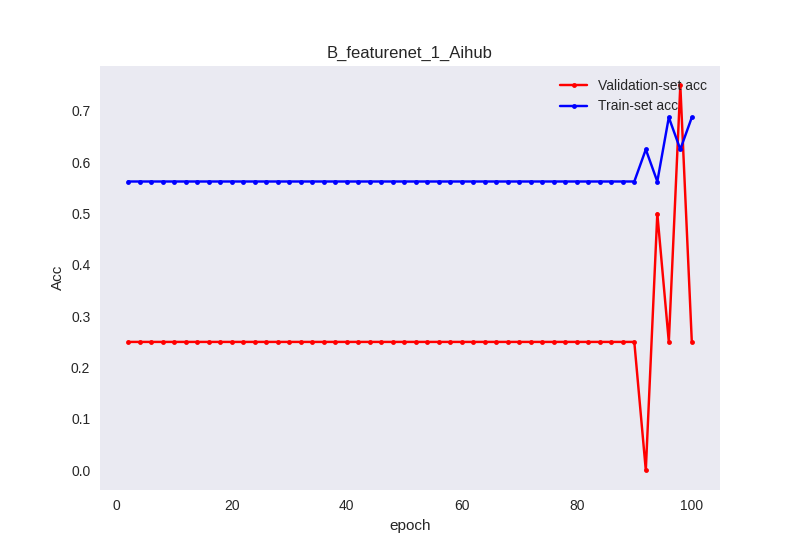 B_featurenet_1_Aihub
Validation-set acc
Train-set acc
0.7
0.6
0.5
0.4
0.3
0.2
0.1
0.0
Acc
0 20 40 60 80 100
epoch